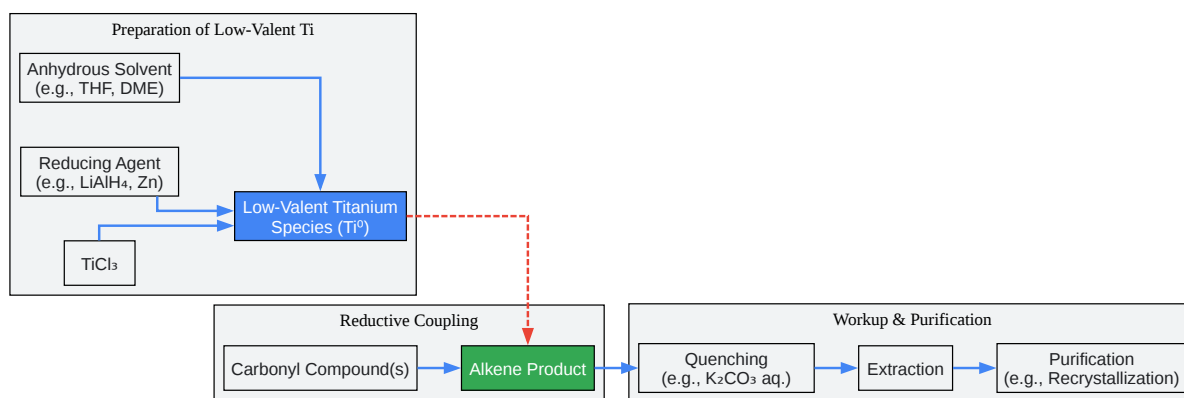 Preparation of Low-Valent Ti
Anhydrous Solvent
(e.g., THF, DME)
Reducing Agent
(e.g., LiAlH₄, Zn)
Low-Valent Titanium
Species (Ti⁰)
TiCl₃
Reductive Coupling
Carbonyl Compound(s)
Alkene Product
Workup & Purification
Quenching
(e.g., K₂CO₃ aq.)
Extraction
Purification
(e.g., Recrystallization)